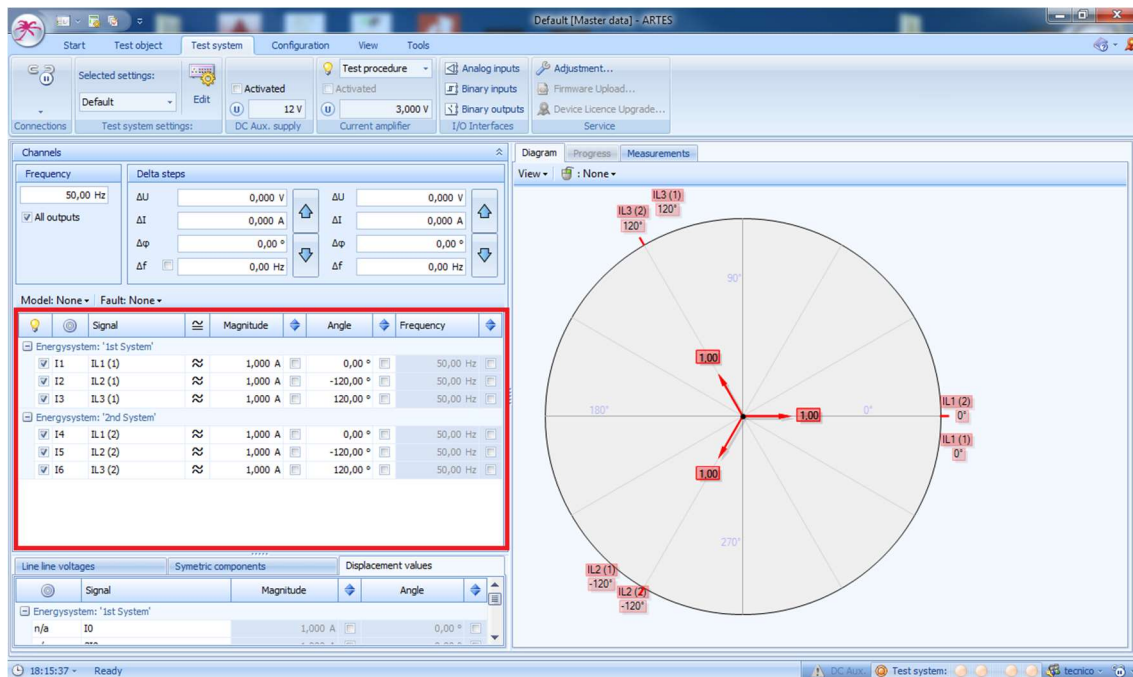 Default [Master data] - ARTES
Start Test object Test system Configuration View Tools
Selected settings:
Default
Edit
Activated
12 V
Test procedure
Activated
3,000 V
Analog inputs
Binary inputs
Binary outputs
Adjustment...
Firmware Upload...
Device Licence Upgrade...
Connections Test system settings: DC Aux. supply Current amplifier I/O Interfaces Service
Channels
Frequency
50,00 Hz
All outputs
Delta steps
ΔU 0,000 V ΔU 0,000 V
ΔI 0,000 A ΔI 0,000 A
Δφ 0,00 ° Δφ 0,00 °
Δf 0,00 Hz Δf 0,00 Hz
Model: None Fault: None
Signal Magnitude Angle Frequency
Energysystem: '1st System'
I1 IL1 (1) 1,000 A 0,00 ° 50,00 Hz
I2 IL2 (1) 1,000 A -120,00 ° 50,00 Hz
I3 IL3 (1) 1,000 A 120,00 ° 50,00 Hz
Energysystem: '2nd System'
I4 IL1 (2) 1,000 A 0,00 ° 50,00 Hz
I5 IL2 (2) 1,000 A -120,00 ° 50,00 Hz
I6 IL3 (2) 1,000 A 120,00 ° 50,00 Hz
Line line voltages Symetric components Displacement values
Signal Magnitude Angle
Energysystem: '1st System'
n/a I0 1,000 A 0,00 °
Diagram Progress Measurements
View : None
IL3 (1)
120°
IL3 (2)
120°
90°
1,00
180°
1,00
0°
IL1 (2)
0°
IL1 (1)
0°
1,00
270°
IL2 (1)
-120°
IL2 (2)
-120°
18:15:37 Ready DC Aux. Test system: tecnico